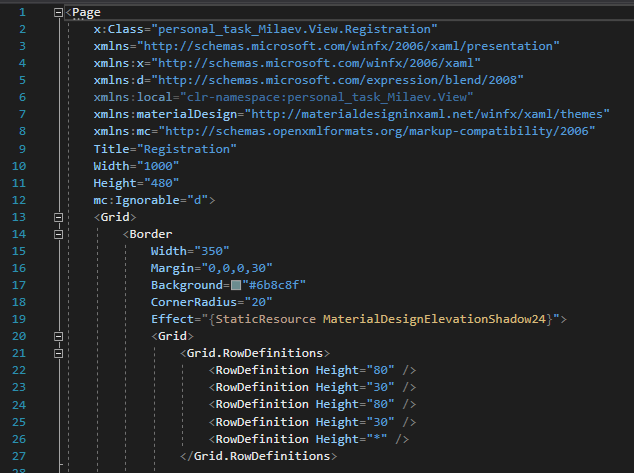 1 <Page
2 x:Class="personal_task_Milaev.View.Registration"
3 xmlns="http://schemas.microsoft.com/winfx/2006/xaml/presentation"
4 xmlns:x="http://schemas.microsoft.com/winfx/2006/xaml"
5 xmlns:d="http://schemas.microsoft.com/expression/blend/2008"
6 xmlns:local="clr-namespace:personal_task_Milaev.View"
7 xmlns:materialDesign="http://materialdesigninxaml.net/winfx/xaml/themes"
8 xmlns:mc="http://schemas.openxmlformats.org/markup-compatibility/2006"
9 Title="Registration"
10 Width="1000"
11 Height="480"
12 mc:Ignorable="d">
13 <Grid>
14 <Border
15 Width="350"
16 Margin="0,0,0,30"
17 Background="#6b8c8f"
18 CornerRadius="20"
19 Effect="{StaticResource MaterialDesignElevationShadow24}">
20 <Grid>
21 <Grid.RowDefinitions>
22 <RowDefinition Height="80" />
23 <RowDefinition Height="30" />
24 <RowDefinition Height="80" />
25 <RowDefinition Height="30" />
26 <RowDefinition Height="*" />
27 </Grid.RowDefinitions>